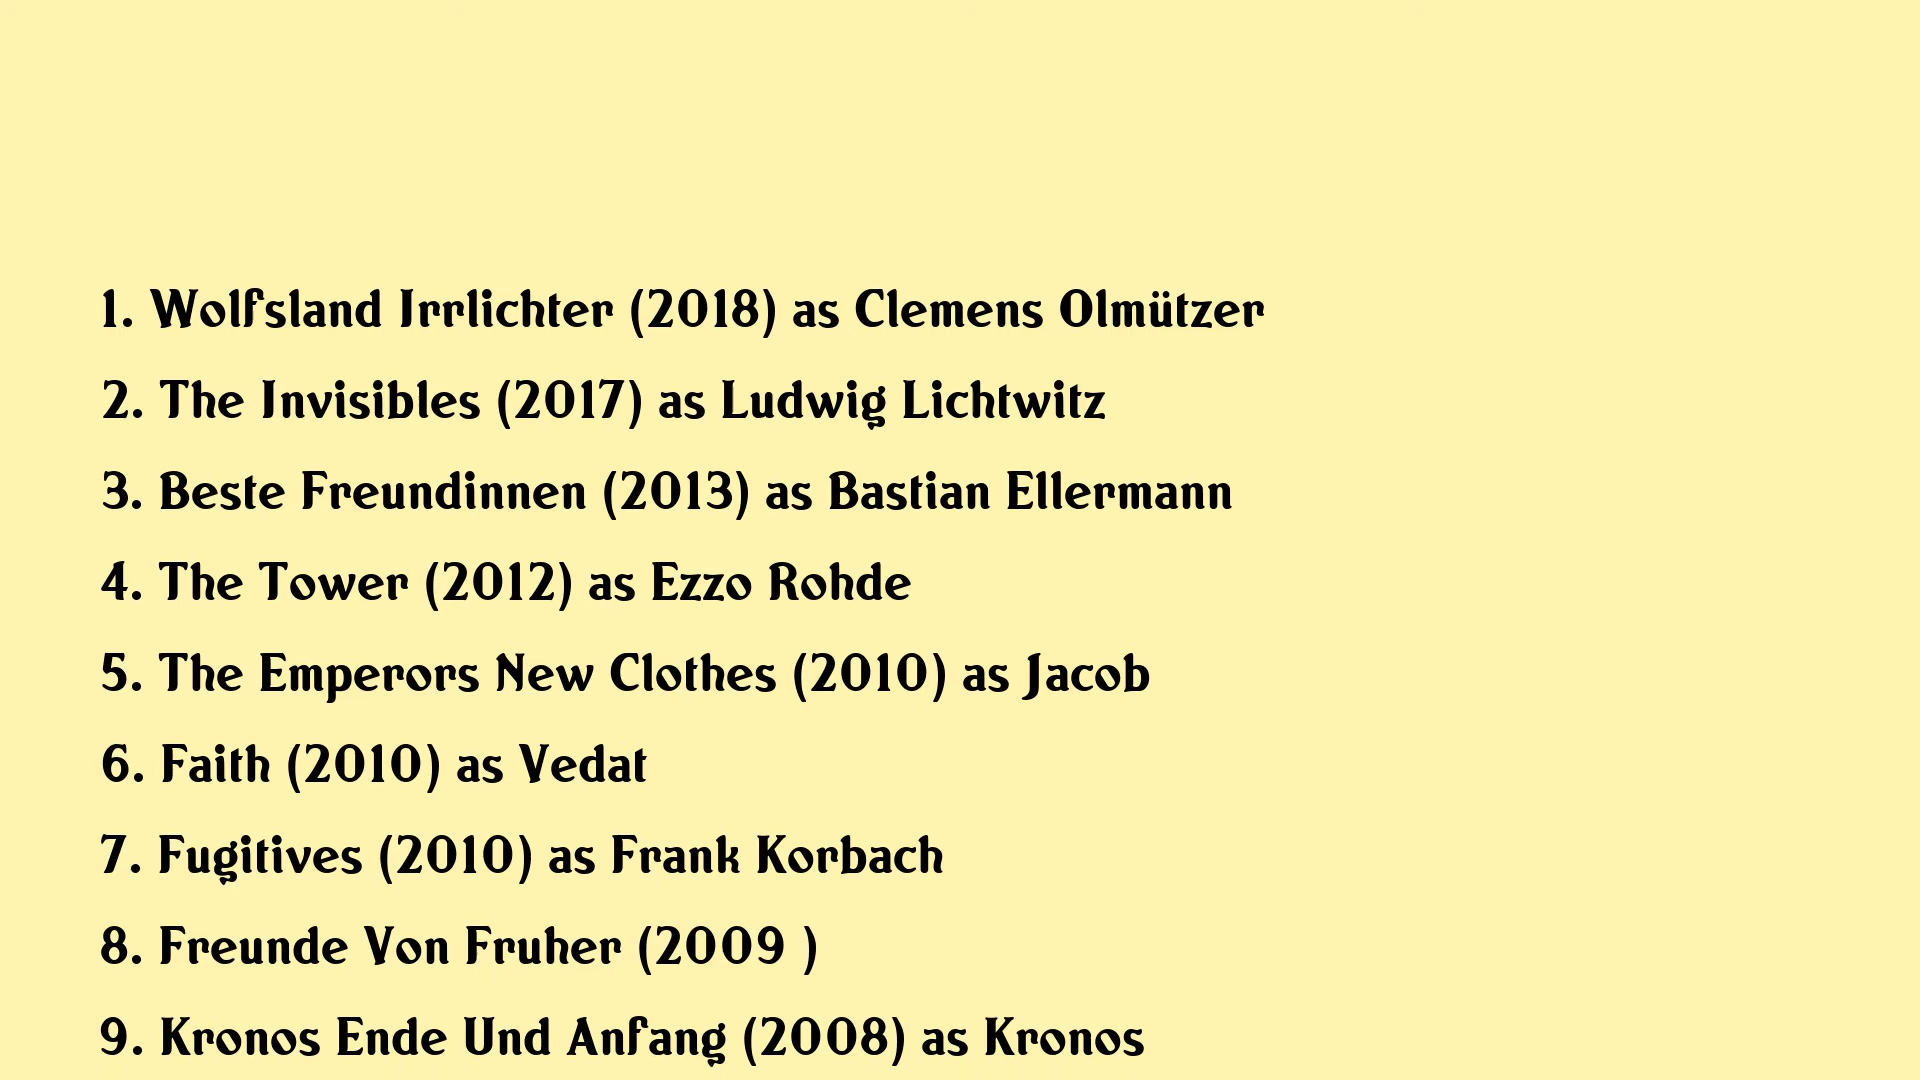 1. Wolfsland Irrlichter (2018) as Clemens Olmützer
2. The Invisibles (2017) as Ludwig Lichtwitz
3. Beste Freundinnen (2013) as Bastian Ellermann
4. The Tower (2012) as Ezzo Rohde
5. The Emperors New Clothes (2010) as Jacob
6. Faith (2010) as Vedat
7. Fugitives (2010) as Frank Korbach
8. Freunde Von Fruher (2009 )
9. Kronos Ende Und Anfang (2008) as Kronos